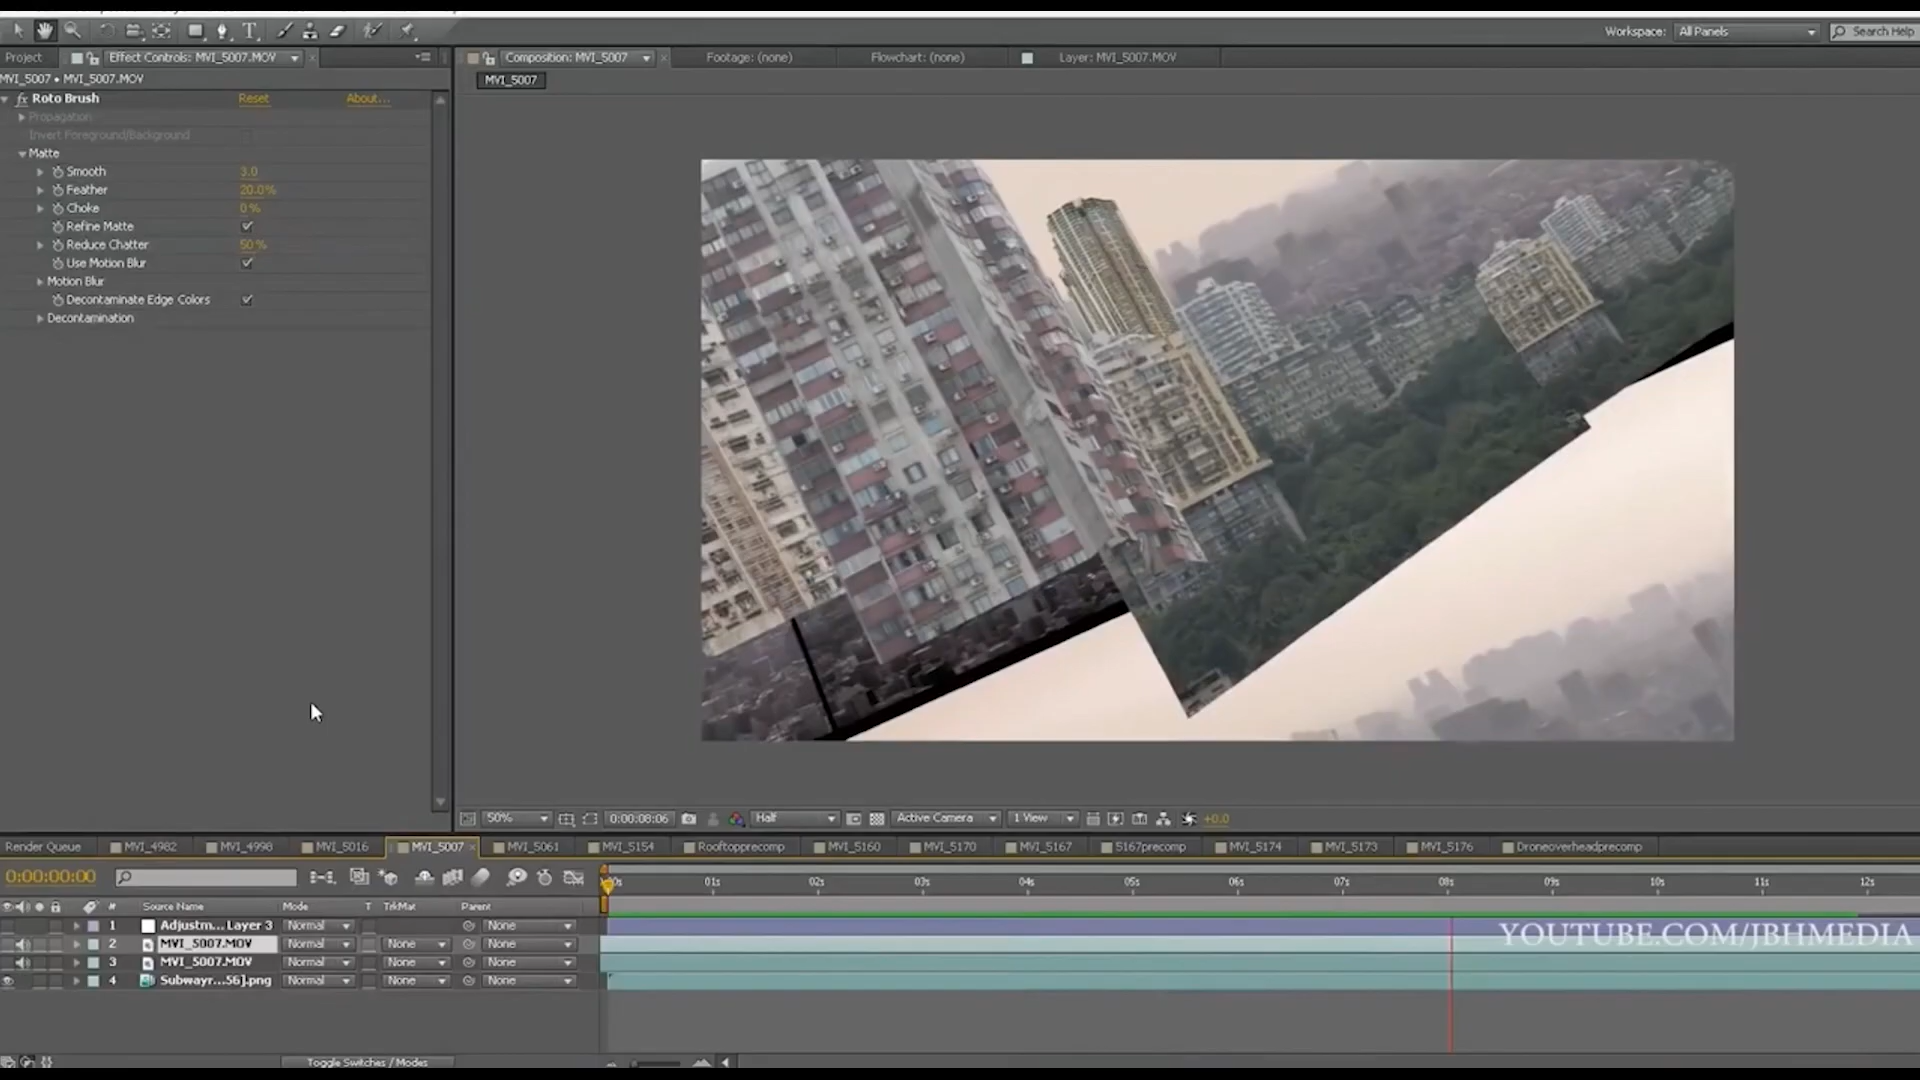 Workspace: All Panels Search Help
Project Effect Controls: MVI_5007.MOV Composition: MVI_5007 Footage: (none) Flowchart: (none) Layer: MVI_5007.MOV
MVI_5007 • MVI_5007.MOV MVI_5007
fx Roto Brush Reset About...
Propagation
Invert Foreground/Background
Matte
Smooth 3.0
Feather 20.0%
Choke 0 %
Refine Matte
Reduce Chatter 50 %
Use Motion Blur
Motion Blur
Decontaminate Edge Colors
Decontamination
50% 0:00:08:06 Half Active Camera 1 View +0.0
Render Queue MVI_4982 MVI_4998 MVI_5016 MVI_5007 MVI_5061 MVI_5154 Rooftopprecomp MVI_5160 MVI_5170 MVI_5167 5167precomp MVI_5174 MVI_5173 MVI_5176 Droneoverheadprecomp
0:00:00:00 00s 01s 02s 03s 04s 05s 06s 07s 08s 09s 10s 11s 12s
# Source Name Mode T TrkMat Parent
1 Adjustm... Layer 3 Normal None
2 MVI_5007.MOV Normal None None
3 MVI_5007.MOV Normal None None
4 Subwayr...56].png Normal None None
YOUTUBE.COM/JBHMEDIA
Toggle Switches / Modes